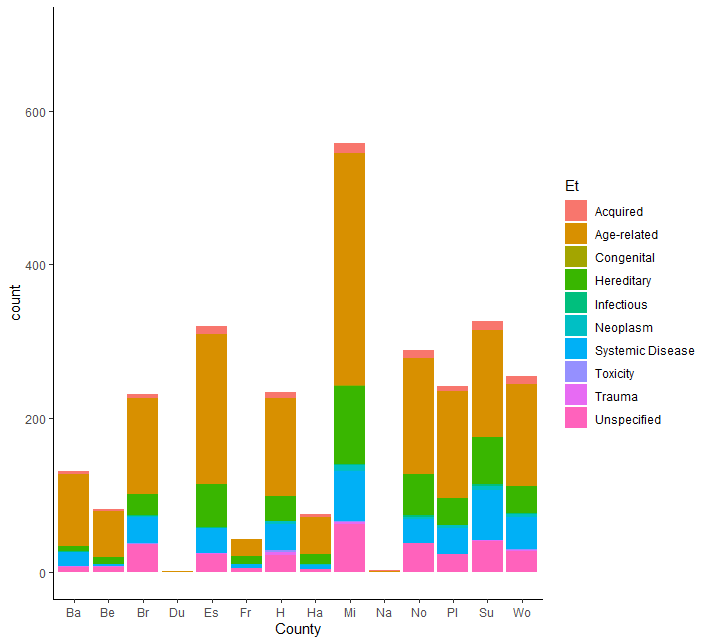 count
600
400
200
0
Ba Be Br Du Es Fr H Ha Mi Na No Pl Su Wo
County
Et
Acquired
Age-related
Congenital
Hereditary
Infectious
Neoplasm
Systemic Disease
Toxicity
Trauma
Unspecified